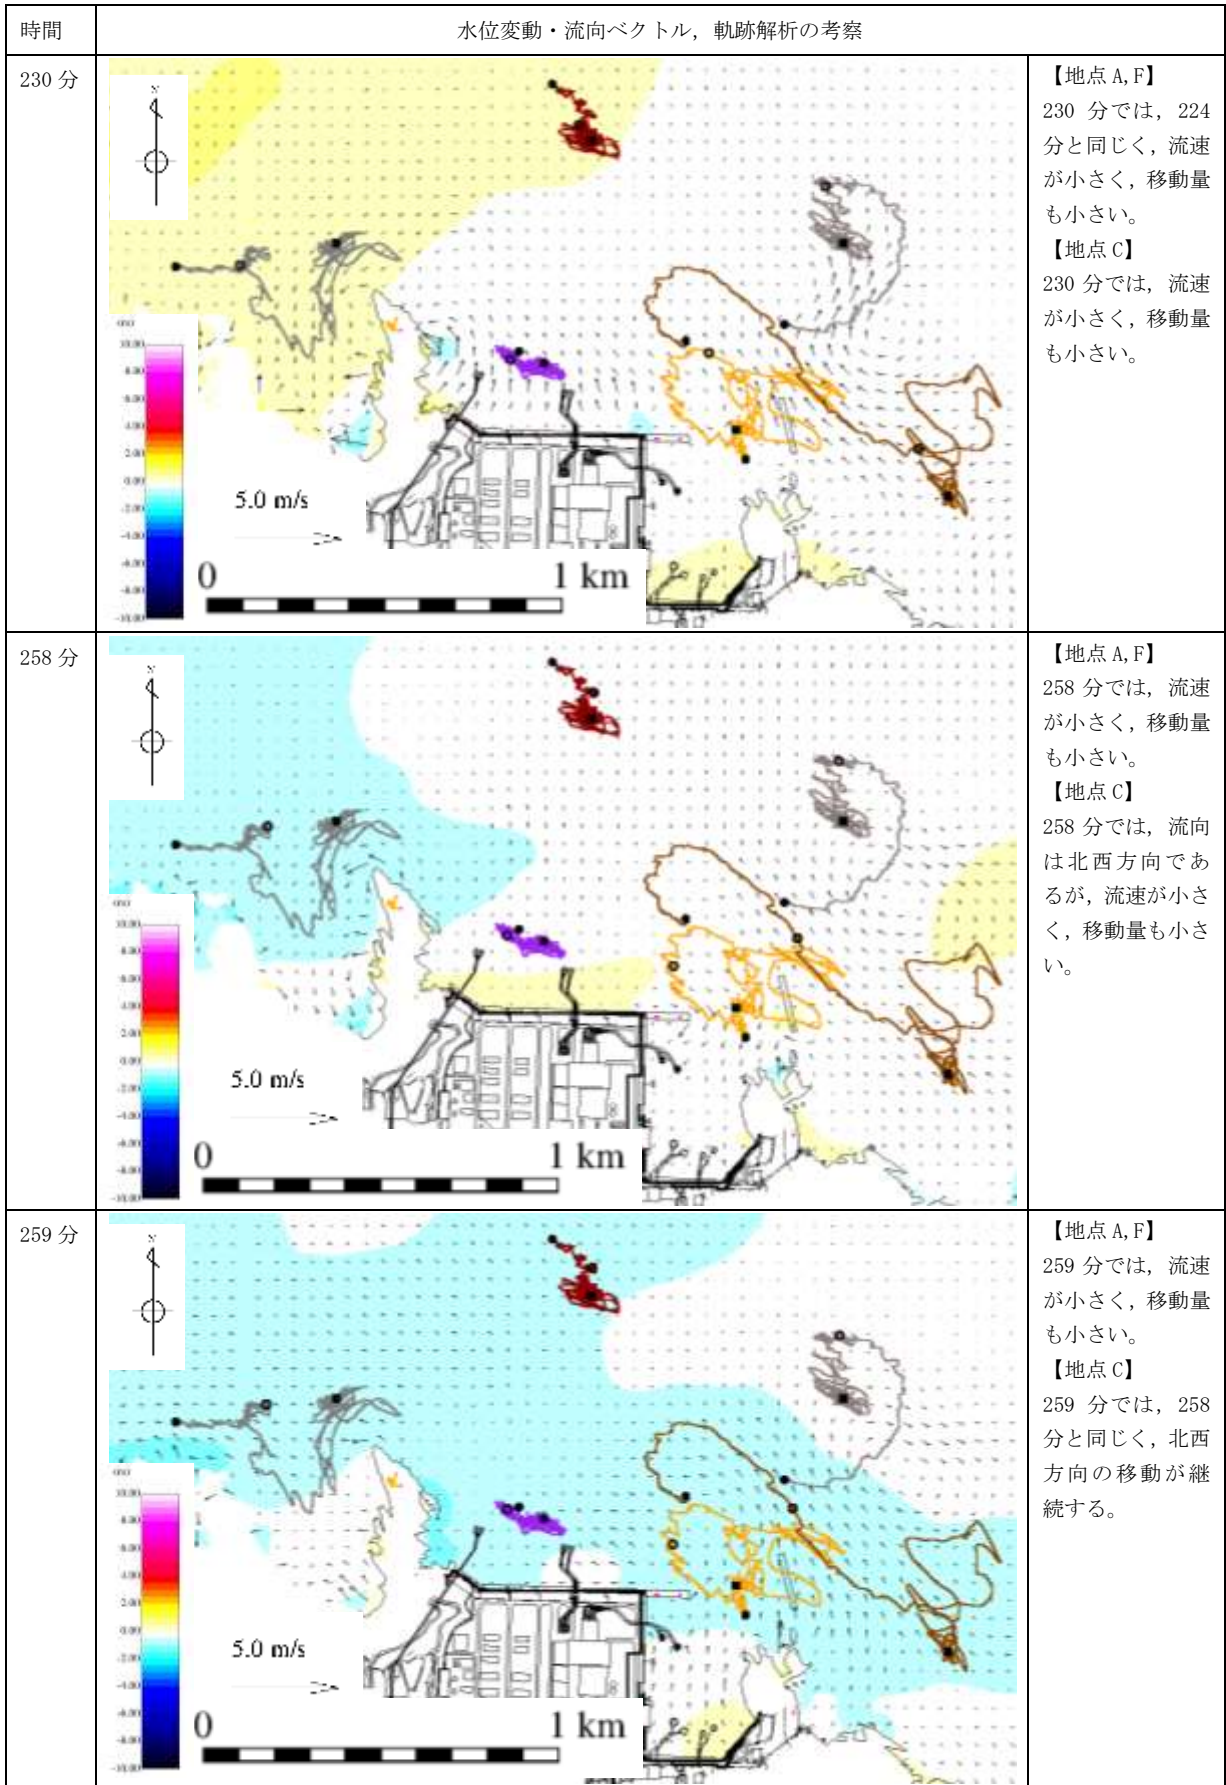 時間
水位変動・流向ベクトル，軌跡解析の考察
230 分
5.0 m/s
0
1 km
【地点 A,F】
230 分では，224
分と同じく，流速
が小さく，移動量
も小さい。
【地点 C】
230 分では，流速
が小さく，移動量
も小さい。
258 分
5.0 m/s
0
1 km
【地点 A,F】
258 分では，流速
が小さく，移動量
も小さい。
【地点 C】
258 分では，流向
は北西方向であ
るが，流速が小さ
く，移動量も小さ
い。
259 分
5.0 m/s
0
1 km
【地点 A,F】
259 分では，流速
が小さく，移動量
も小さい。
【地点 C】
259 分では，258
分と同じく，北西
方向の移動が継
続する。